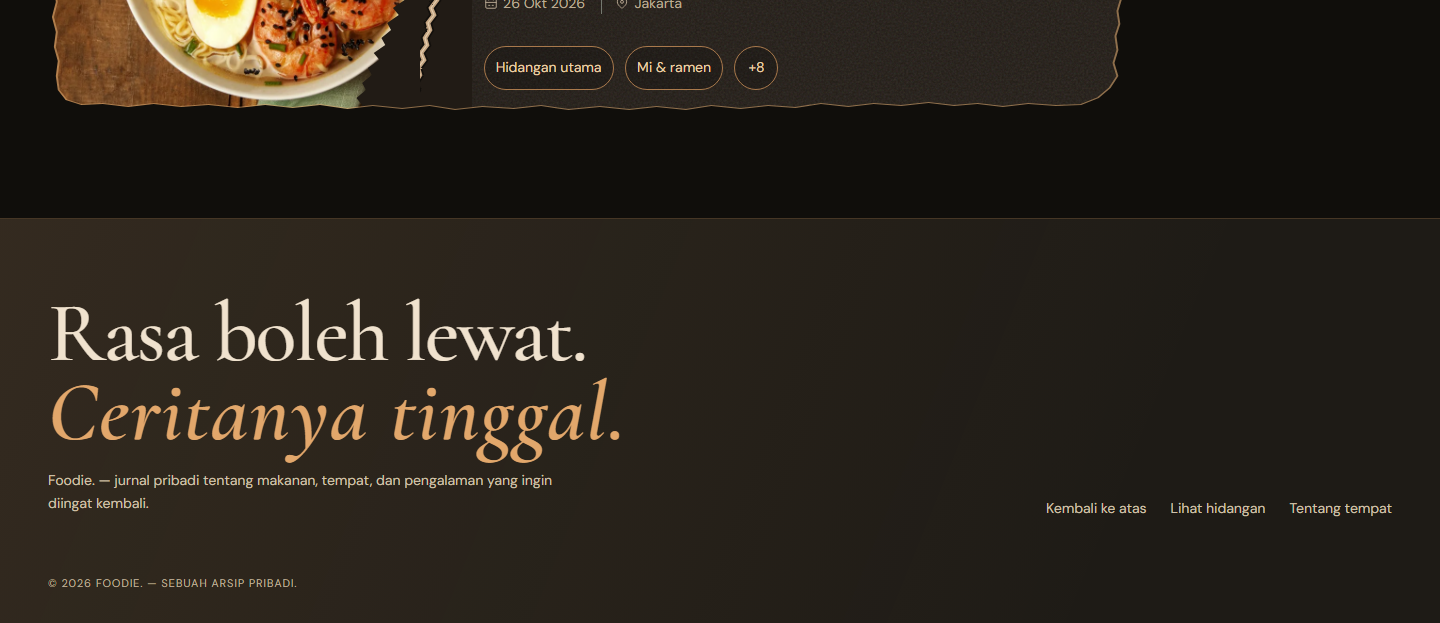 26 Okt 2026
Jakarta
Hidangan utama
Mi & ramen
+8
Rasa boleh lewat.
Ceritanya tinggal.
Foodie. — jurnal pribadi tentang makanan, tempat, dan pengalaman yang ingin
diingat kembali.
Kembali ke atas
Lihat hidangan
Tentang tempat
© 2026 FOODIE. — SEBUAH ARSIP PRIBADI.